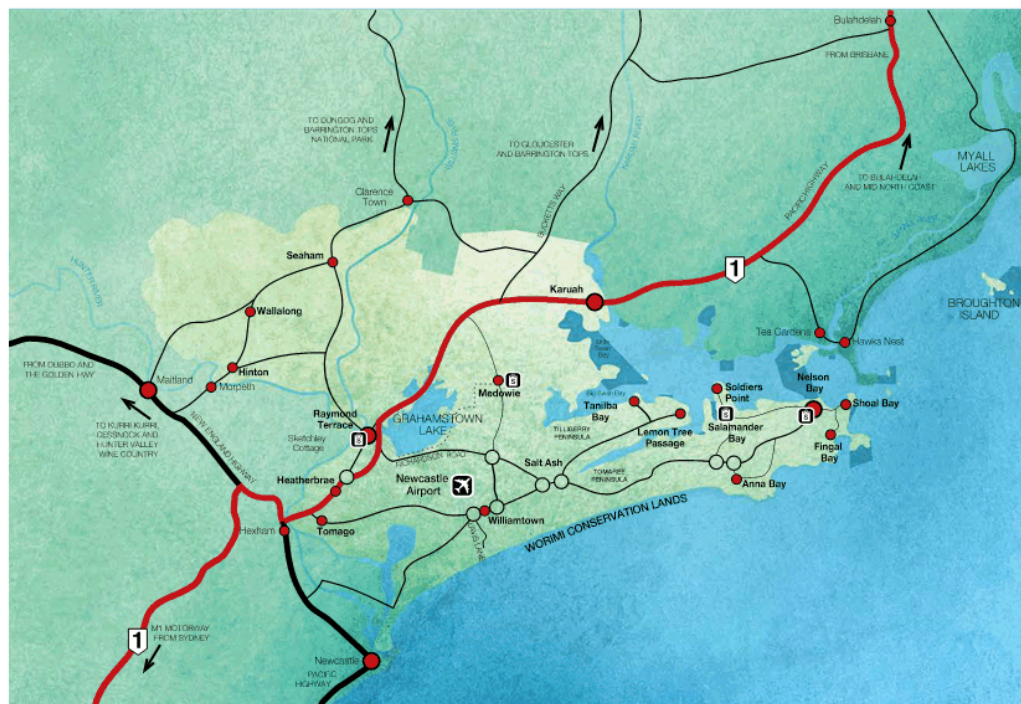 Bulahdelah
FROM BRISBANE
TO DUNGOG AND
BARRINGTON TOPS
NATIONAL PARK
TO GLOUCESTER
AND BARRINGTON TOPS
TO BULAHDELAH
AND MID NORTH COAST
MYALL
LAKES
PACIFIC HIGHWAY
BUCKETTS WAY
Clarence
Town
Seaham
HUNTER RIVER
1
Karuah
BROUGHTON
ISLAND
Wallalong
Tea Gardens
Hawks Nest
FROM DUBBO AND
THE GOLDEN HWY
Maitland
Hinton
Morpeth
Medowie
S
Soldiers
Point
Nelson
Bay
Shoal Bay
Tanilba
Bay
Lemon Tree
Passage
S
Salamander
Bay
S
Fingal
Bay
TO KURRI KURRI,
CESSNOCK AND
HUNTER VALLEY
WINE COUNTRY
NEW ENGLAND HIGHWAY
Raymond
Terrace
S
Sketchley
Cottage
GRAHAMSTOWN
LAKE
TILLIGERRY
PENINSULA
RICHARDSON ROAD
Salt Ash
TOMAREE
PENINSULA
Anna Bay
Heatherbrae
Newcastle
Airport
Williamtown
Tomago
Hexham
WORIMI CONSERVATION LANDS
1
M1 MOTORWAY
FROM SYDNEY
Newcastle
PACIFIC
HIGHWAY